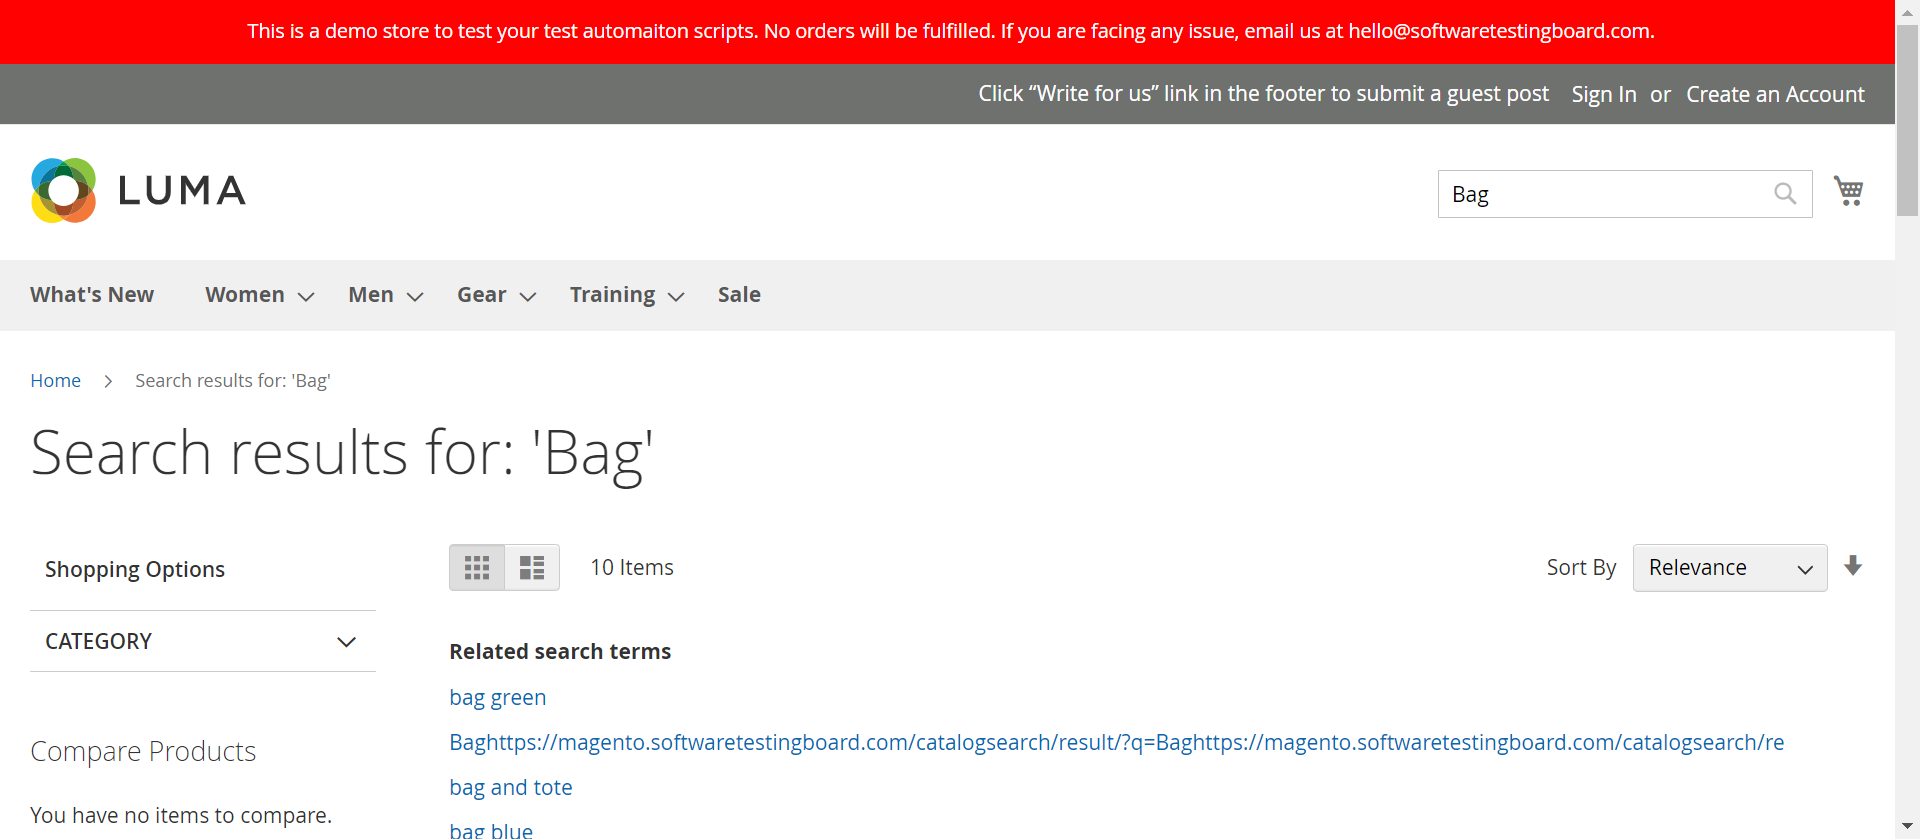 This is a demo store to test your test automaiton scripts. No orders will be fulfilled. If you are facing any issue, email us at hello@softwaretestingboard.com.
Click “Write for us” link in the footer to submit a guest post Sign In or Create an Account
LUMA
Bag
What's New Women Men Gear Training Sale
Home Search results for: 'Bag'
Search results for: 'Bag'
Shopping Options
CATEGORY
Compare Products
You have no items to compare.
10 Items
Sort By Relevance
Related search terms
bag green
Baghttps://magento.softwaretestingboard.com/catalogsearch/result/?q=Baghttps://magento.softwaretestingboard.com/catalogsearch/re
bag and tote
bag blue